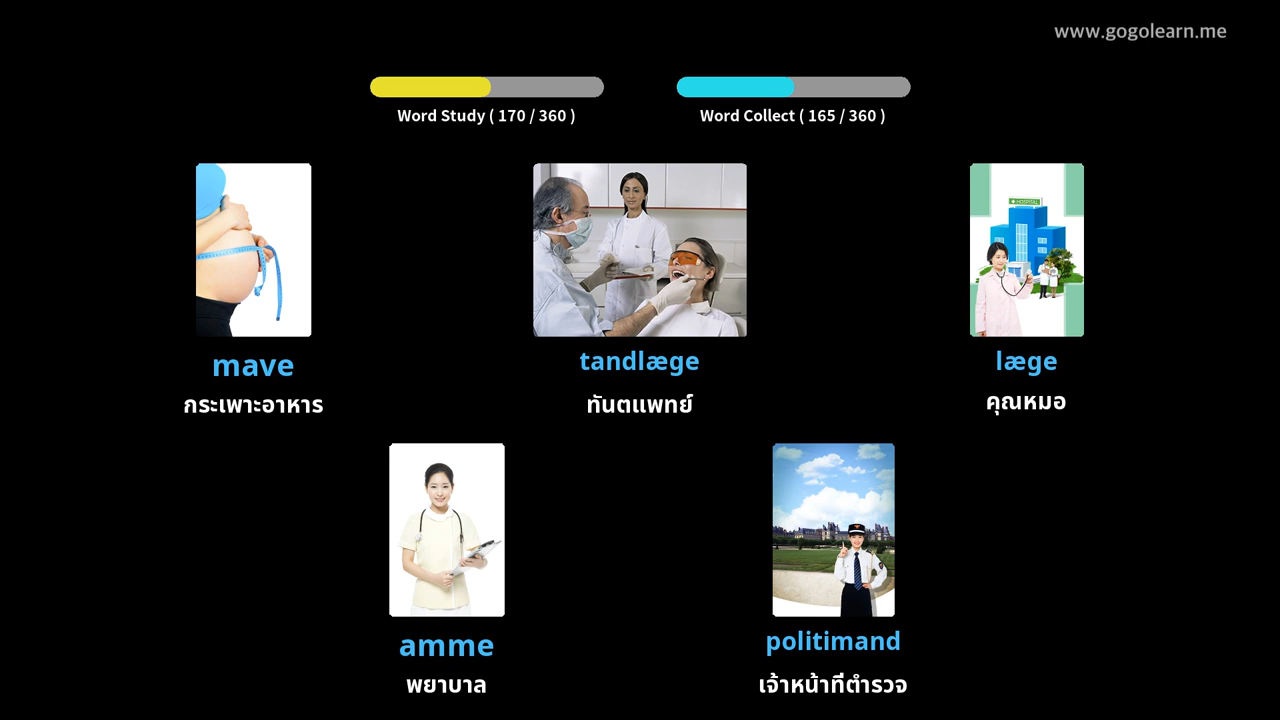 www.gogolearn.me
Word Study ( 170 / 360 )
Word Collect ( 165 / 360 )
HOSPITAL
mave
กระเพาะอาหาร
tandlæge
ทันตแพทย์
læge
คุณหมอ
amme
พยาบาล
politimand
เจ้าหน้าที่ตำรวจ